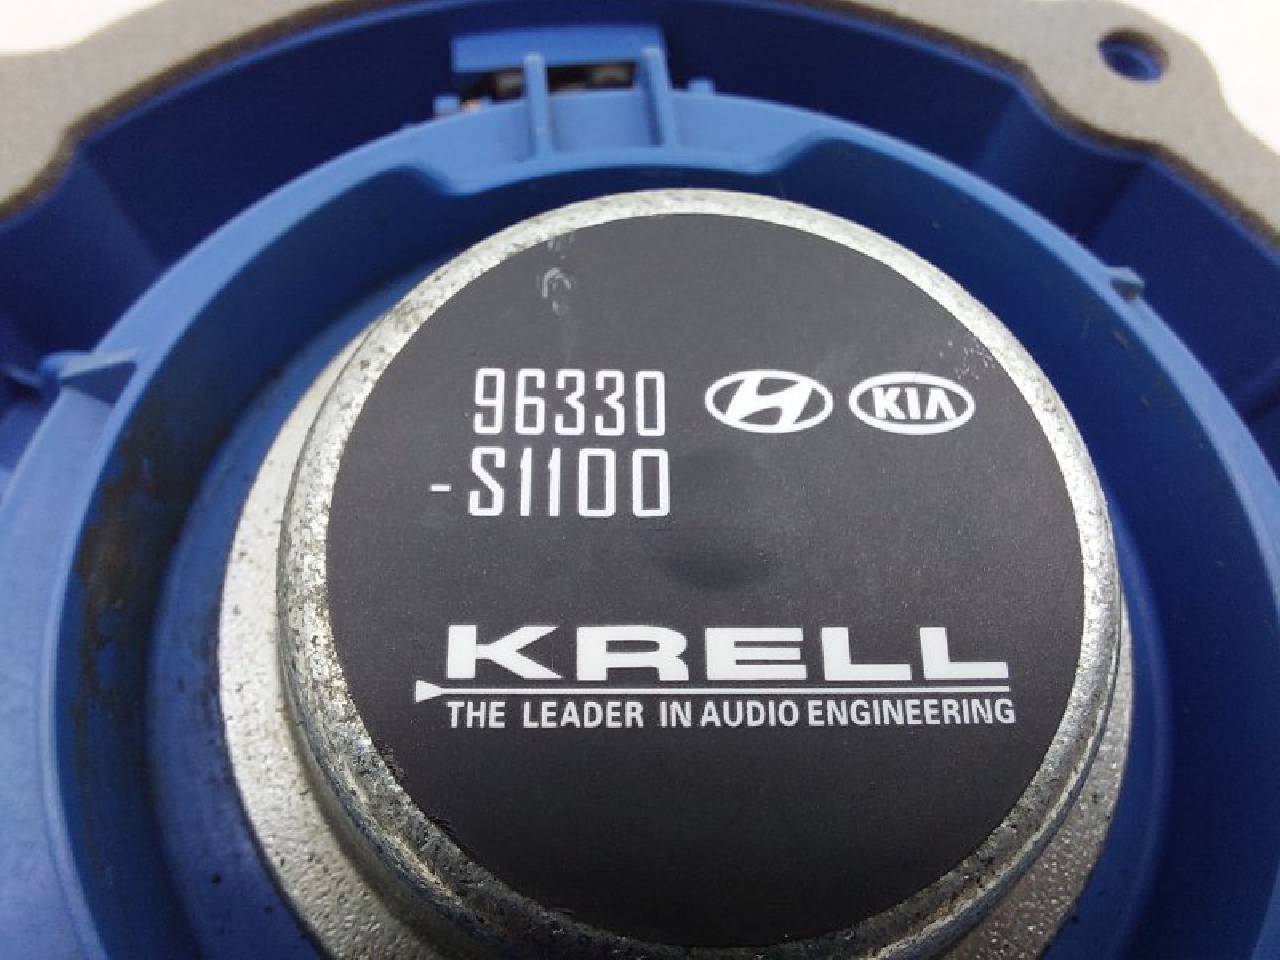 96330
-S1100
KIA
KRELL
THE LEADER IN AUDIO ENGINEERING